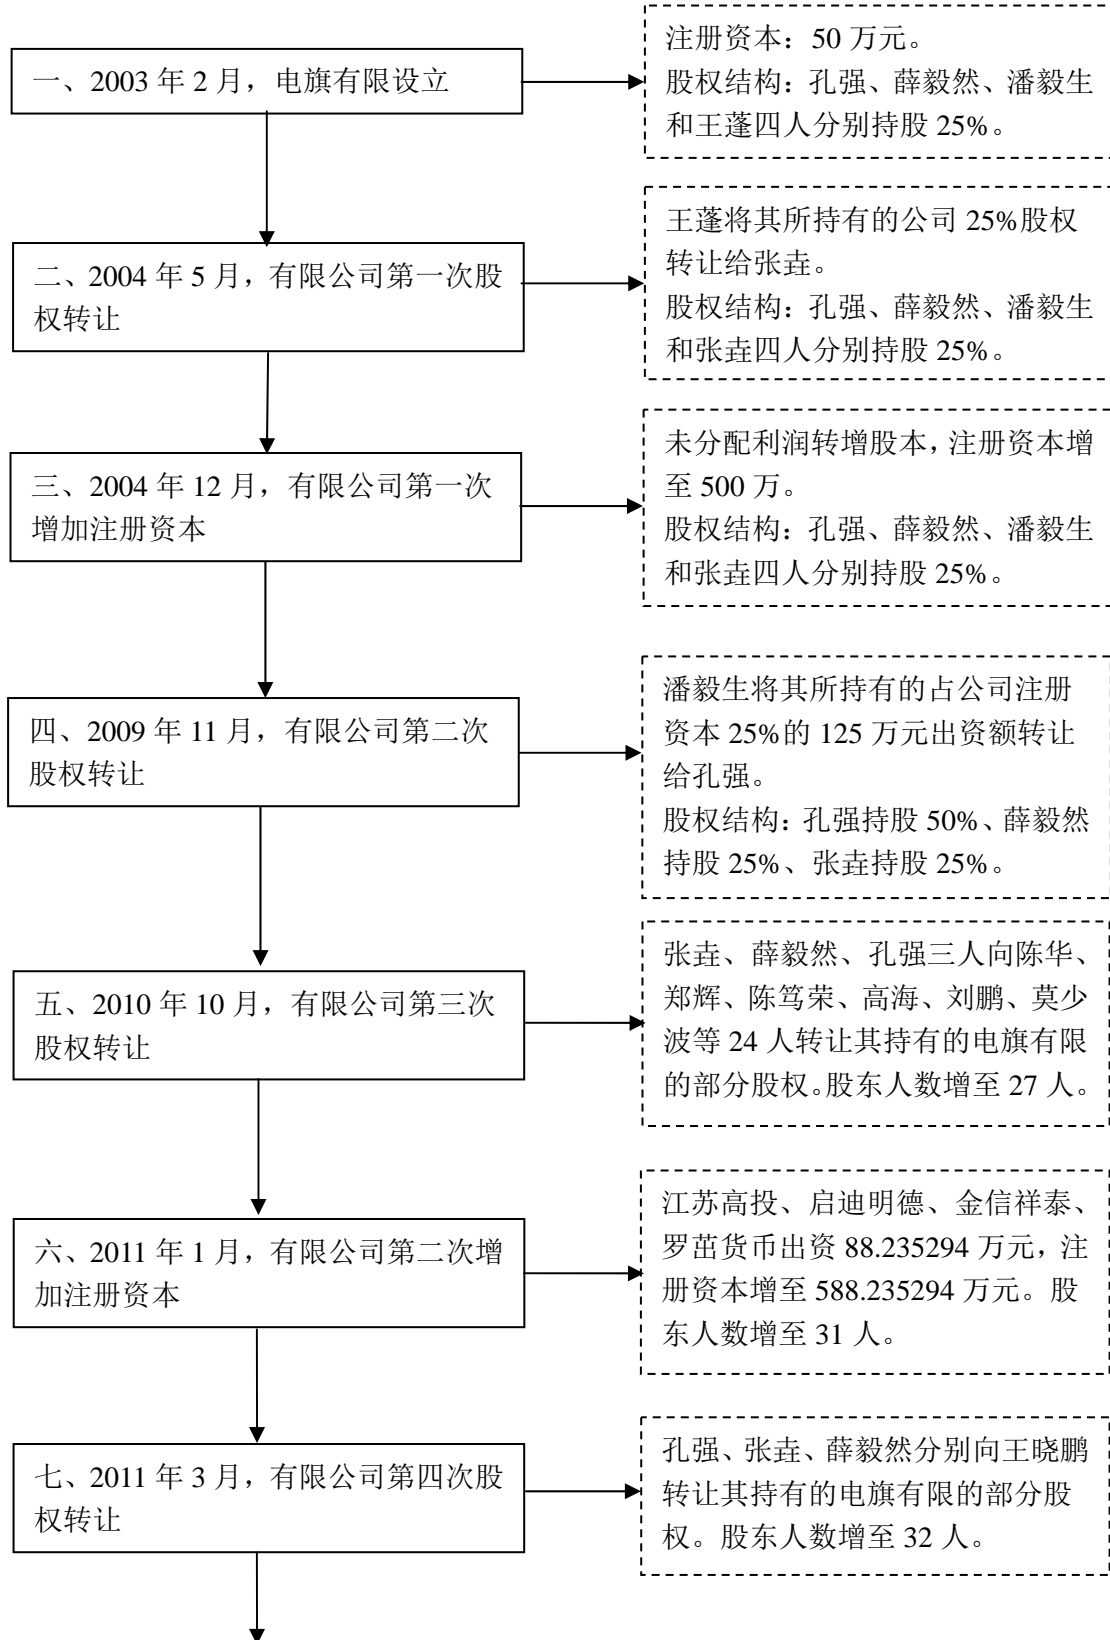 一、2003 年 2 月，电旗有限设立
注册资本：50 万元。
股权结构：孔强、薛毅然、潘毅生
和王蓬四人分别持股 25%。
二、2004 年 5 月，有限公司第一次股
权转让
王蓬将其所持有的公司 25%股权
转让给张垚。
股权结构：孔强、薛毅然、潘毅生
和张垚四人分别持股 25%。
三、2004 年 12 月，有限公司第一次
增加注册资本
未分配利润转增股本，注册资本增
至 500 万。
股权结构：孔强、薛毅然、潘毅生
和张垚四人分别持股 25%。
四、2009 年 11 月，有限公司第二次
股权转让
潘毅生将其所持有的占公司注册
资本 25%的 125 万元出资额转让
给孔强。
股权结构：孔强持股 50%、薛毅然
持股 25%、张垚持股 25%。
五、2010 年 10 月，有限公司第三次
股权转让
张垚、薛毅然、孔强三人向陈华、
郑辉、陈笃荣、高海、刘鹏、莫少
波等 24 人转让其持有的电旗有限
的部分股权。股东人数增至 27 人。
六、2011 年 1 月，有限公司第二次增
加注册资本
江苏高投、启迪明德、金信祥泰、
罗茁货币出资 88.235294 万元，注
册资本增至 588.235294 万元。股
东人数增至 31 人。
七、2011 年 3 月，有限公司第四次股
权转让
孔强、张垚、薛毅然分别向王晓鹏
转让其持有的电旗有限的部分股
权。股东人数增至 32 人。